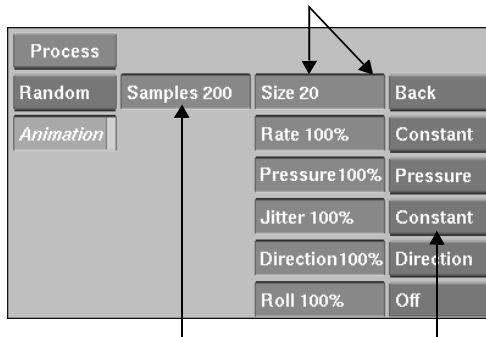 Process
Random Samples 200 Size 20 Back
Animation Rate 100% Constant
Pressure100% Pressure
Jitter 100% Constant
Direction100% Direction
Roll 100% Off